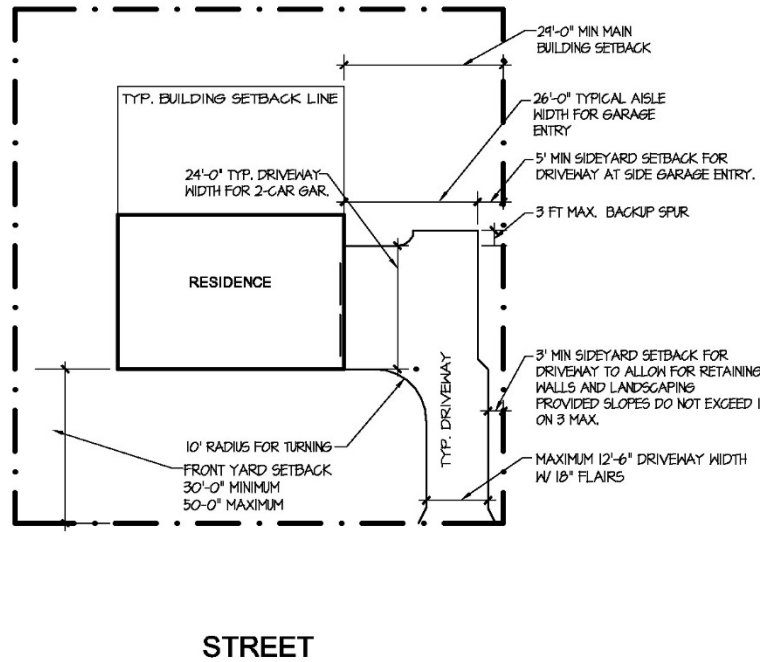 29'-0" MIN MAIN
BUILDING SETBACK
TYP. BUILDING SETBACK LINE
26'-0" TYPICAL AISLE
WIDTH FOR GARAGE
ENTRY
5' MIN SIDEYARD SETBACK FOR
DRIVEWAY AT SIDE GARAGE ENTRY.
24'-0" TYP. DRIVEWAY
WIDTH FOR 2-CAR GAR.
3 FT MAX. BACKUP SPUR
RESIDENCE
3' MIN SIDEYARD SETBACK FOR
DRIVEWAY TO ALLOW FOR RETAINING
WALLS AND LANDSCAPING
PROVIDED SLOPES DO NOT EXCEED 1
ON 3 MAX.
TYP. DRIVEWAY
10' RADIUS FOR TURNING
FRONT YARD SETBACK
30'-0" MINIMUM
50-0" MAXIMUM
MAXIMUM 12'-6" DRIVEWAY WIDTH
W/ 18" FLAIRS
STREET